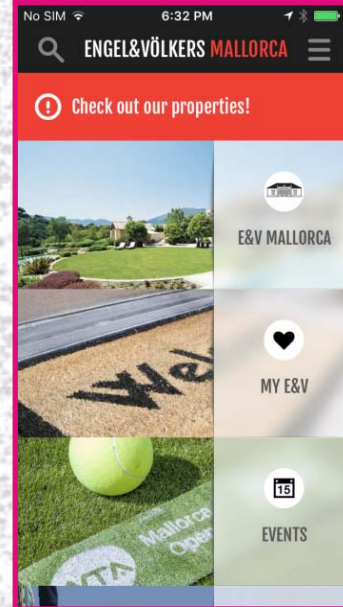 No SIM 6:32 PM
ENGEL&VÖLKERS MALLORCA
Check out our properties!
E&V MALLORCA
Wel
MY E&V
15
EVENTS
Mallorca
Open
WTA